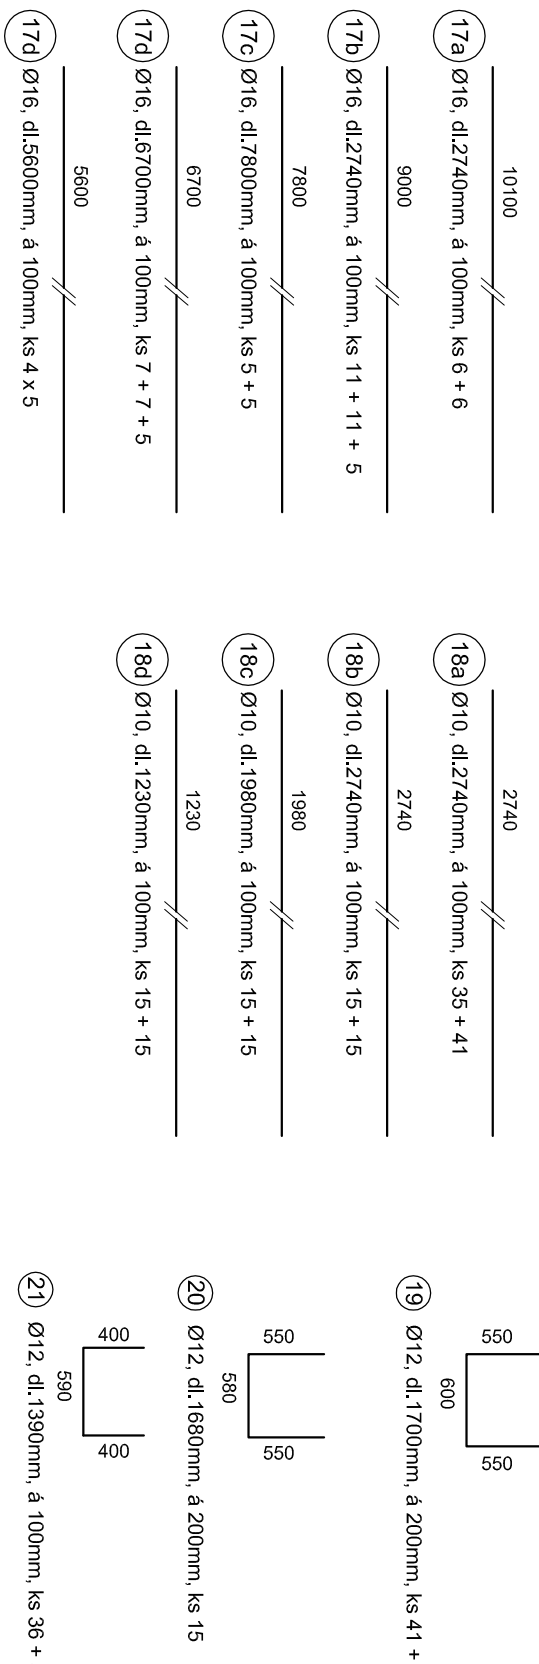 10100
17a Ø16, dl.2740mm, á 100mm, ks 6 + 6
9000
17b Ø16, dl.2740mm, á 100mm, ks 11 + 11 + 5
7800
17c Ø16, dl.7800mm, á 100mm, ks 5 + 5
6700
17d Ø16, dl.6700mm, á 100mm, ks 7 + 7 + 5
5600
17d Ø16, dl.5600mm, á 100mm, ks 4 x 5
2740
18a Ø10, dl.2740mm, á 100mm, ks 35 + 41
2740
18b Ø10, dl.2740mm, á 100mm, ks 15 + 15
1980
18c Ø10, dl.1980mm, á 100mm, ks 15 + 15
1230
18d Ø10, dl.1230mm, á 100mm, ks 15 + 15
550
600
550
19 Ø12, dl.1700mm, á 200mm, ks 41 +
550
580
550
20 Ø12, dl.1680mm, á 200mm, ks 15
400
590
400
21 Ø12, dl.1390mm, á 100mm, ks 36 +